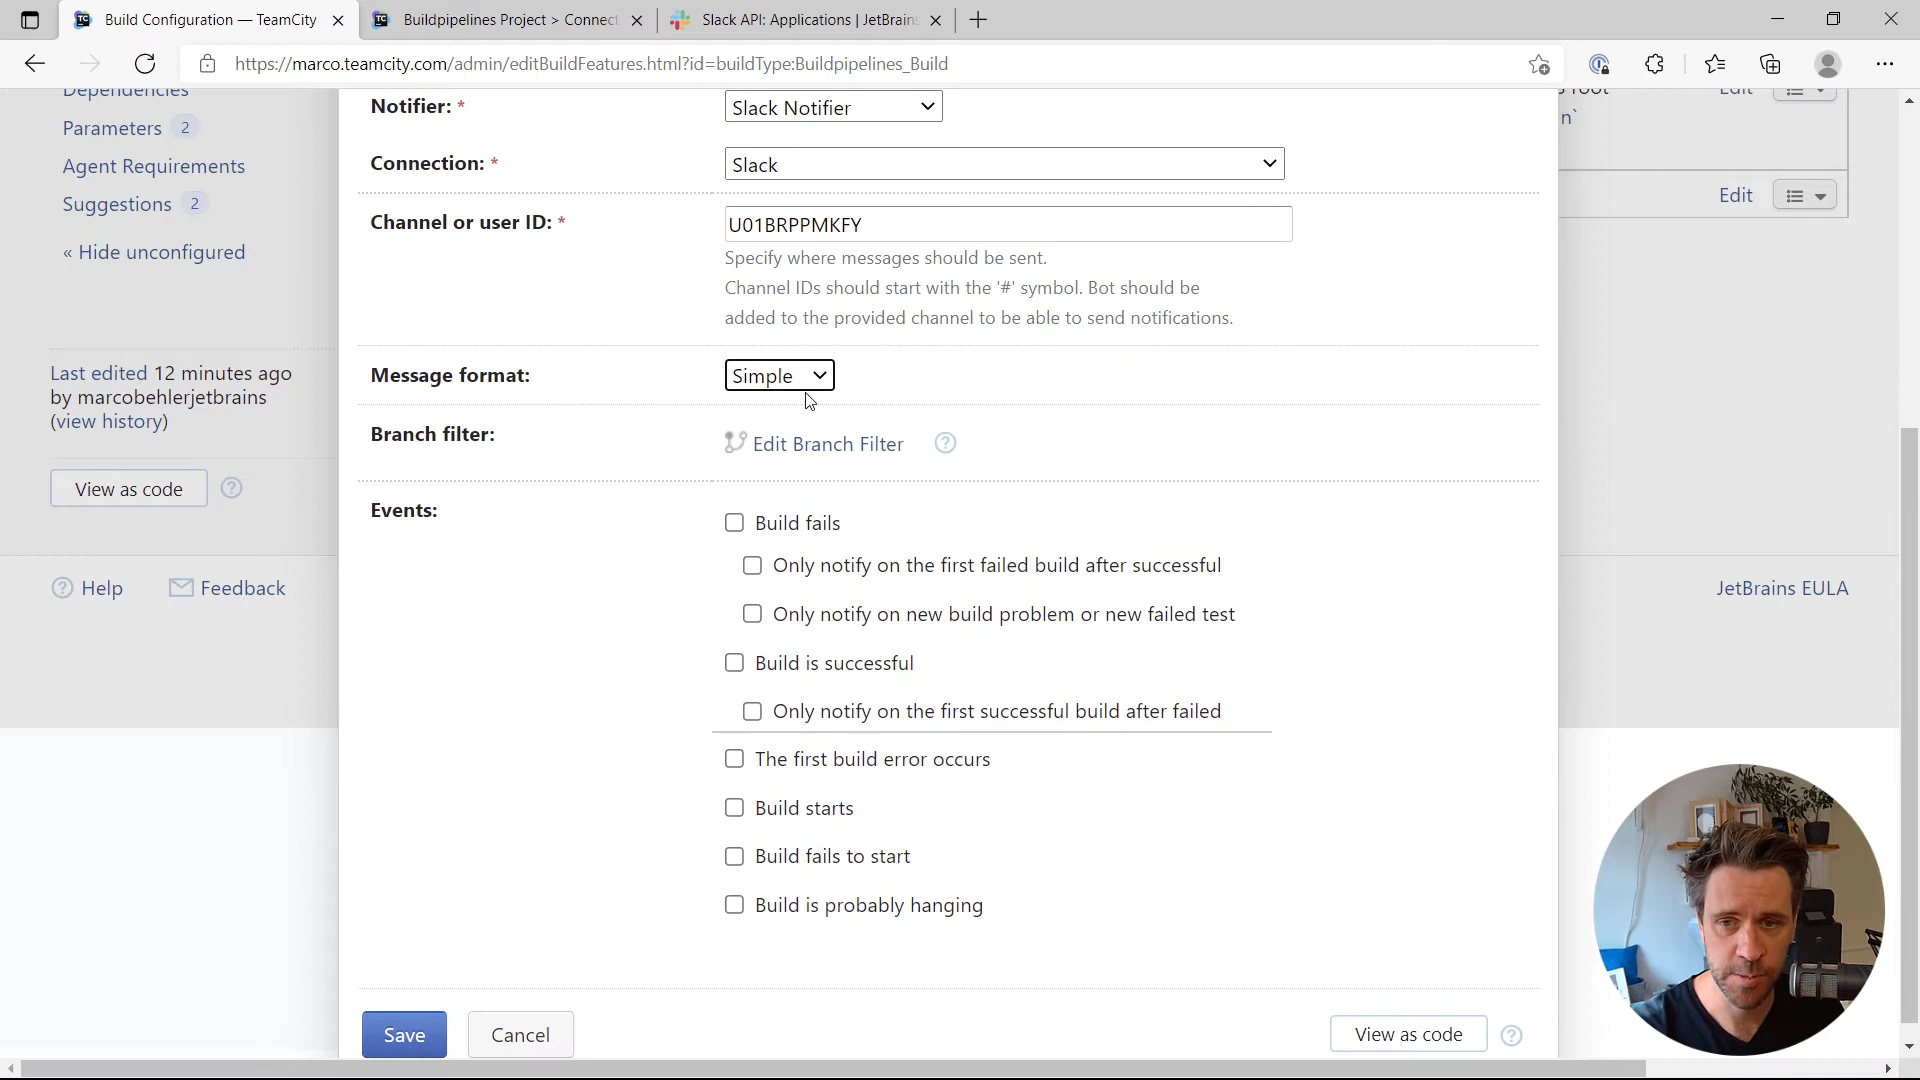 Build Configuration — TeamCity
Buildpipelines Project > Connect
Slack API: Applications | JetBrains
https://marco.teamcity.com/admin/editBuildFeatures.html?id=buildType:Buildpipelines_Build
Dependencies
Parameters 2
Agent Requirements
Suggestions 2
« Hide unconfigured
Last edited 12 minutes ago
by marcobehlerjetbrains
(view history)
View as code
Help
Feedback
Notifier: *
Slack Notifier
Connection: *
Slack
Channel or user ID: *
U01BRPPMKFY
Specify where messages should be sent.
Channel IDs should start with the '#' symbol. Bot should be
added to the provided channel to be able to send notifications.
Message format:
Simple
Branch filter:
Edit Branch Filter
Events:
Build fails
Only notify on the first failed build after successful
Only notify on new build problem or new failed test
Build is successful
Only notify on the first successful build after failed
The first build error occurs
Build starts
Build fails to start
Build is probably hanging
Save
Cancel
View as code
root
n`
Edit
Edit
JetBrains EULA